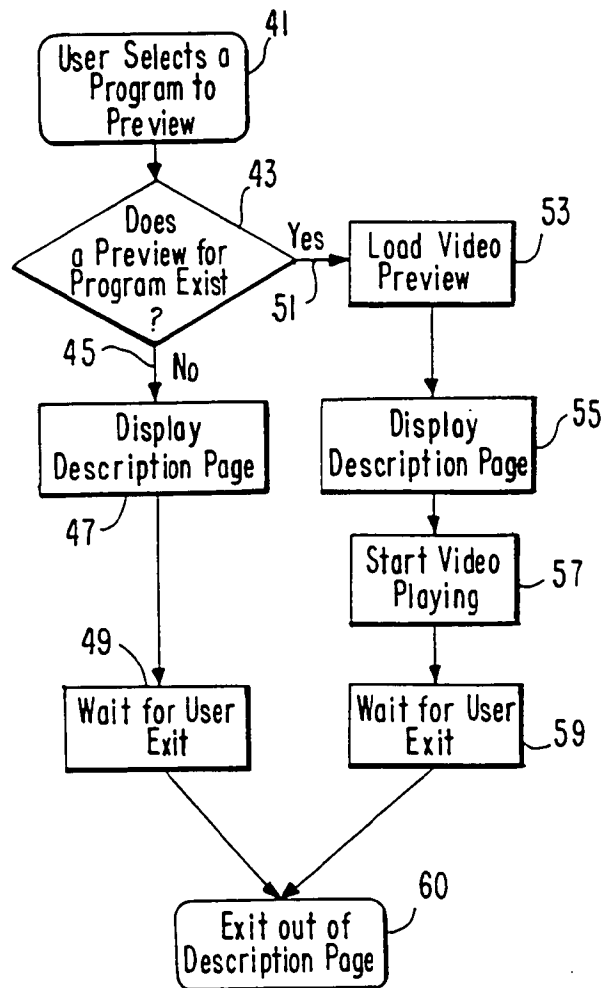 41
User Selects a
Program to
Preview
43
Does
a Preview for
Program Exist
?
Yes
51
Load Video
Preview
53
45
No
Display
Description Page
47
Display
Description Page
55
Start Video
Playing
57
49
Wait for User
Exit
Wait for User
Exit
59
60
Exit out of
Description Page